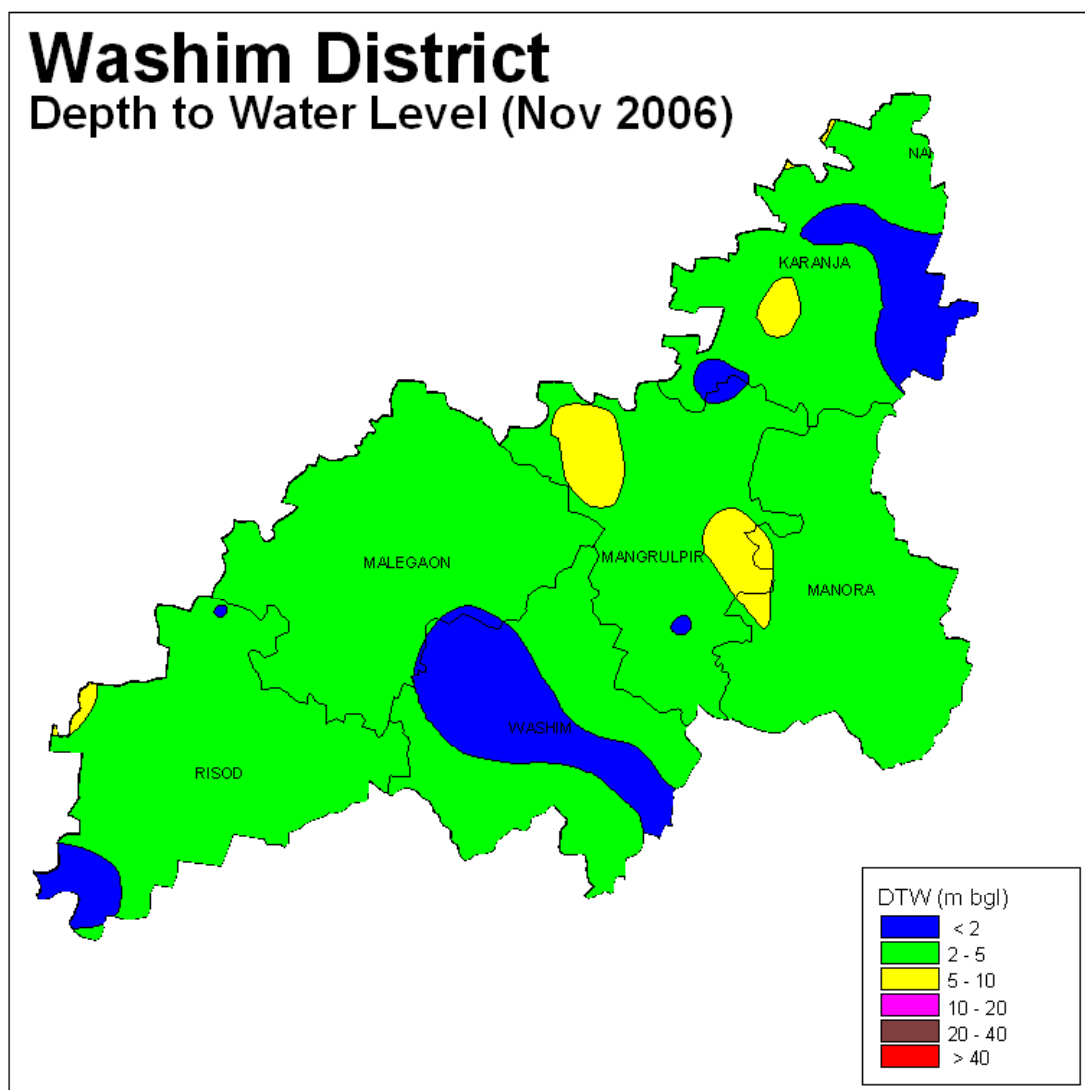 Washim District
Depth to Water Level (Nov 2006)
NA
KARANJA
MALEGAON
MANGRULPIR
MANORA
WASHIM
RISOD
DTW (m bgl)
< 2
2 - 5
5 - 10
10 - 20
20 - 40
> 40